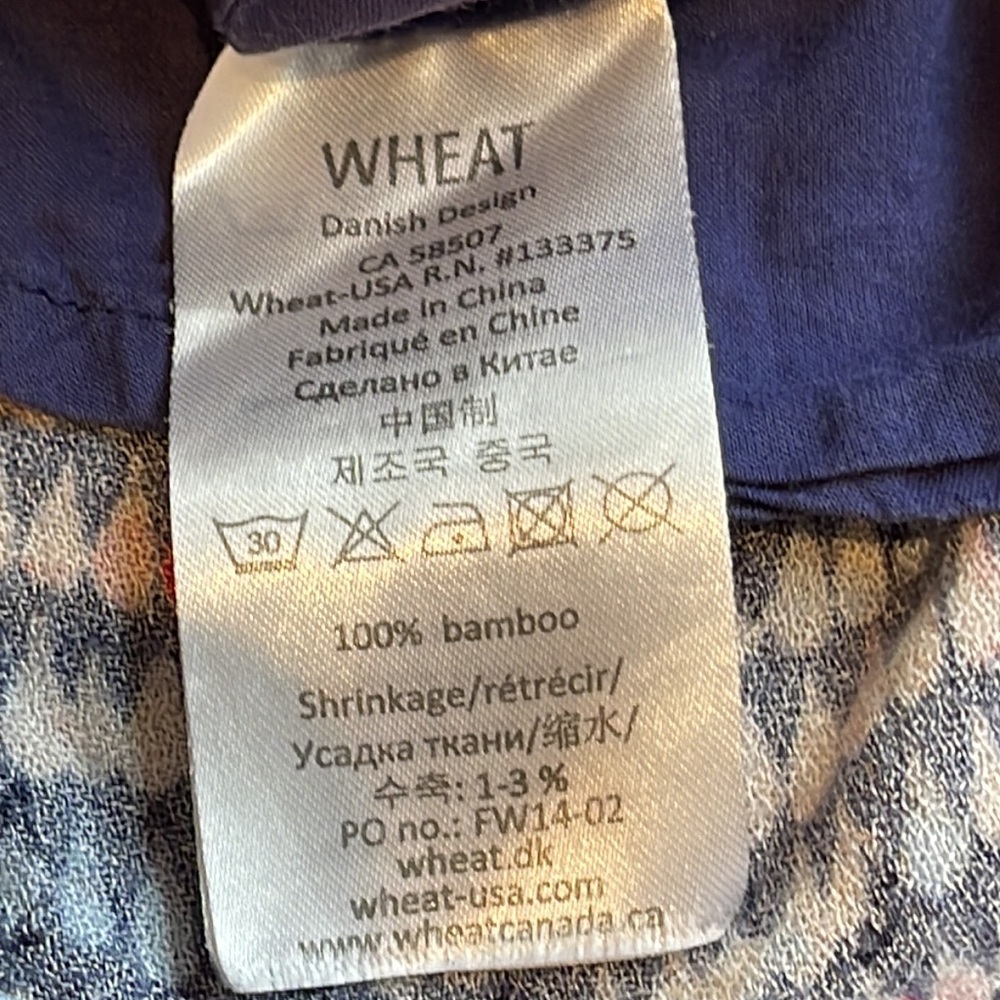 WHEAT
Danish Design
CA 58507
Wheat-USA R.N. #133375
Made in China
Fabriqué en Chine
Сделано в Китае
中国制
제조국 중국
30
100% bamboo
Shrinkage/rétrécir/
Усадка ткани/缩水/
수축: 1-3 %
PO no.: FW14-02
wheat.dk
wheat-usa.com
www.wheatcanada.ca